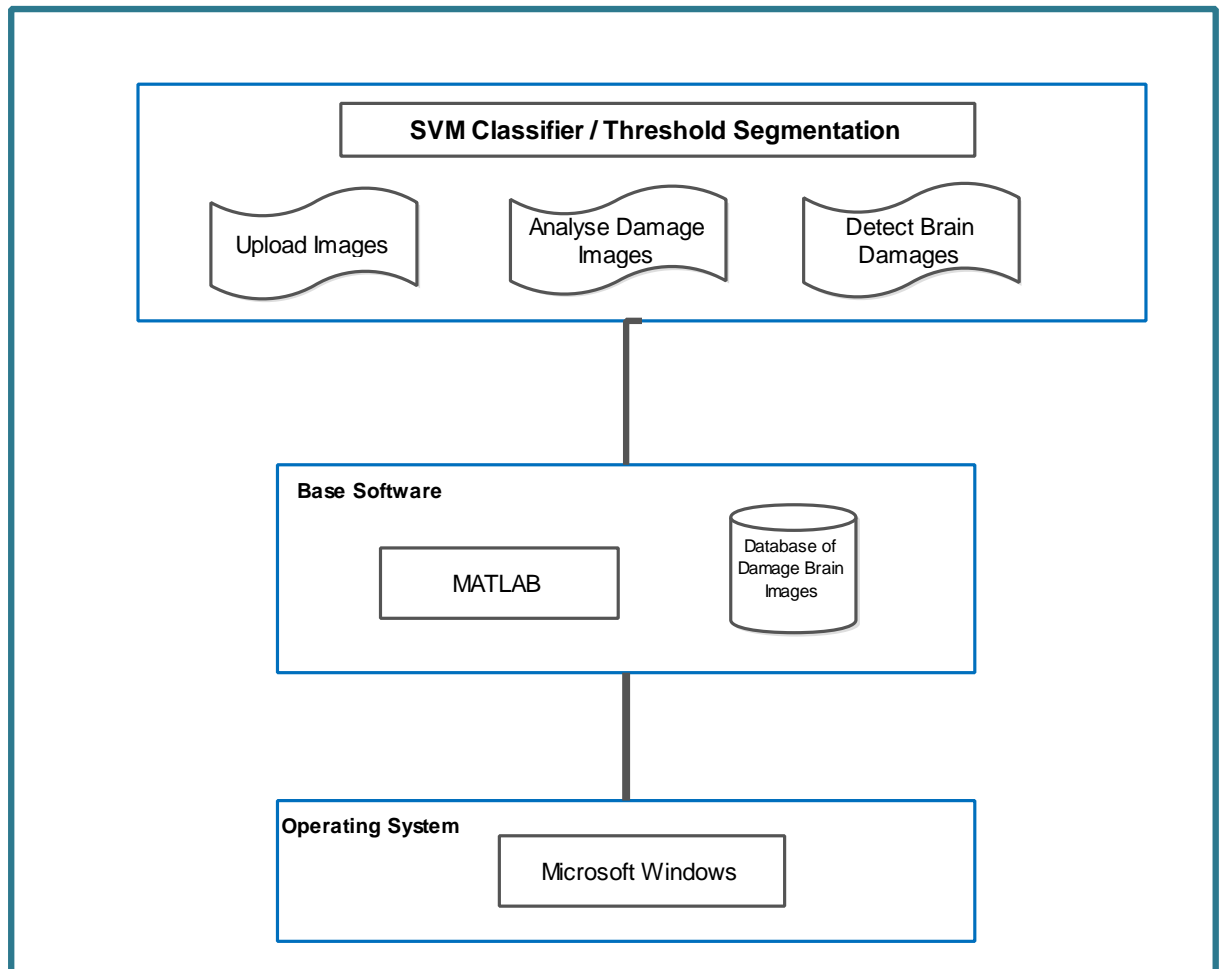 SVM Classifier / Threshold Segmentation
Upload Images
Analyse Damage
Images
Detect Brain
Damages
Base Software
MATLAB
Database of
Damage Brain
Images
Operating System
Microsoft Windows